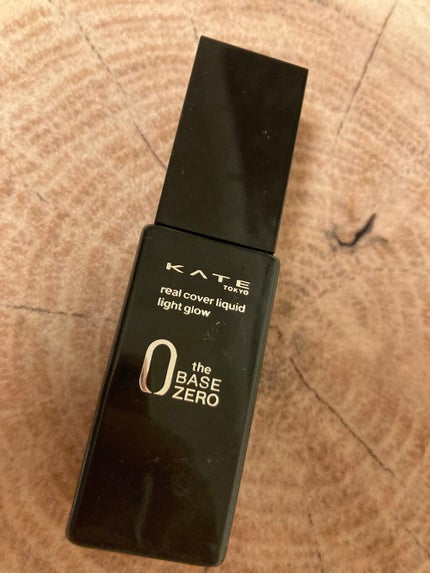 KATE
TOKYO
real cover liquid
light glow
0 the
BASE
ZERO